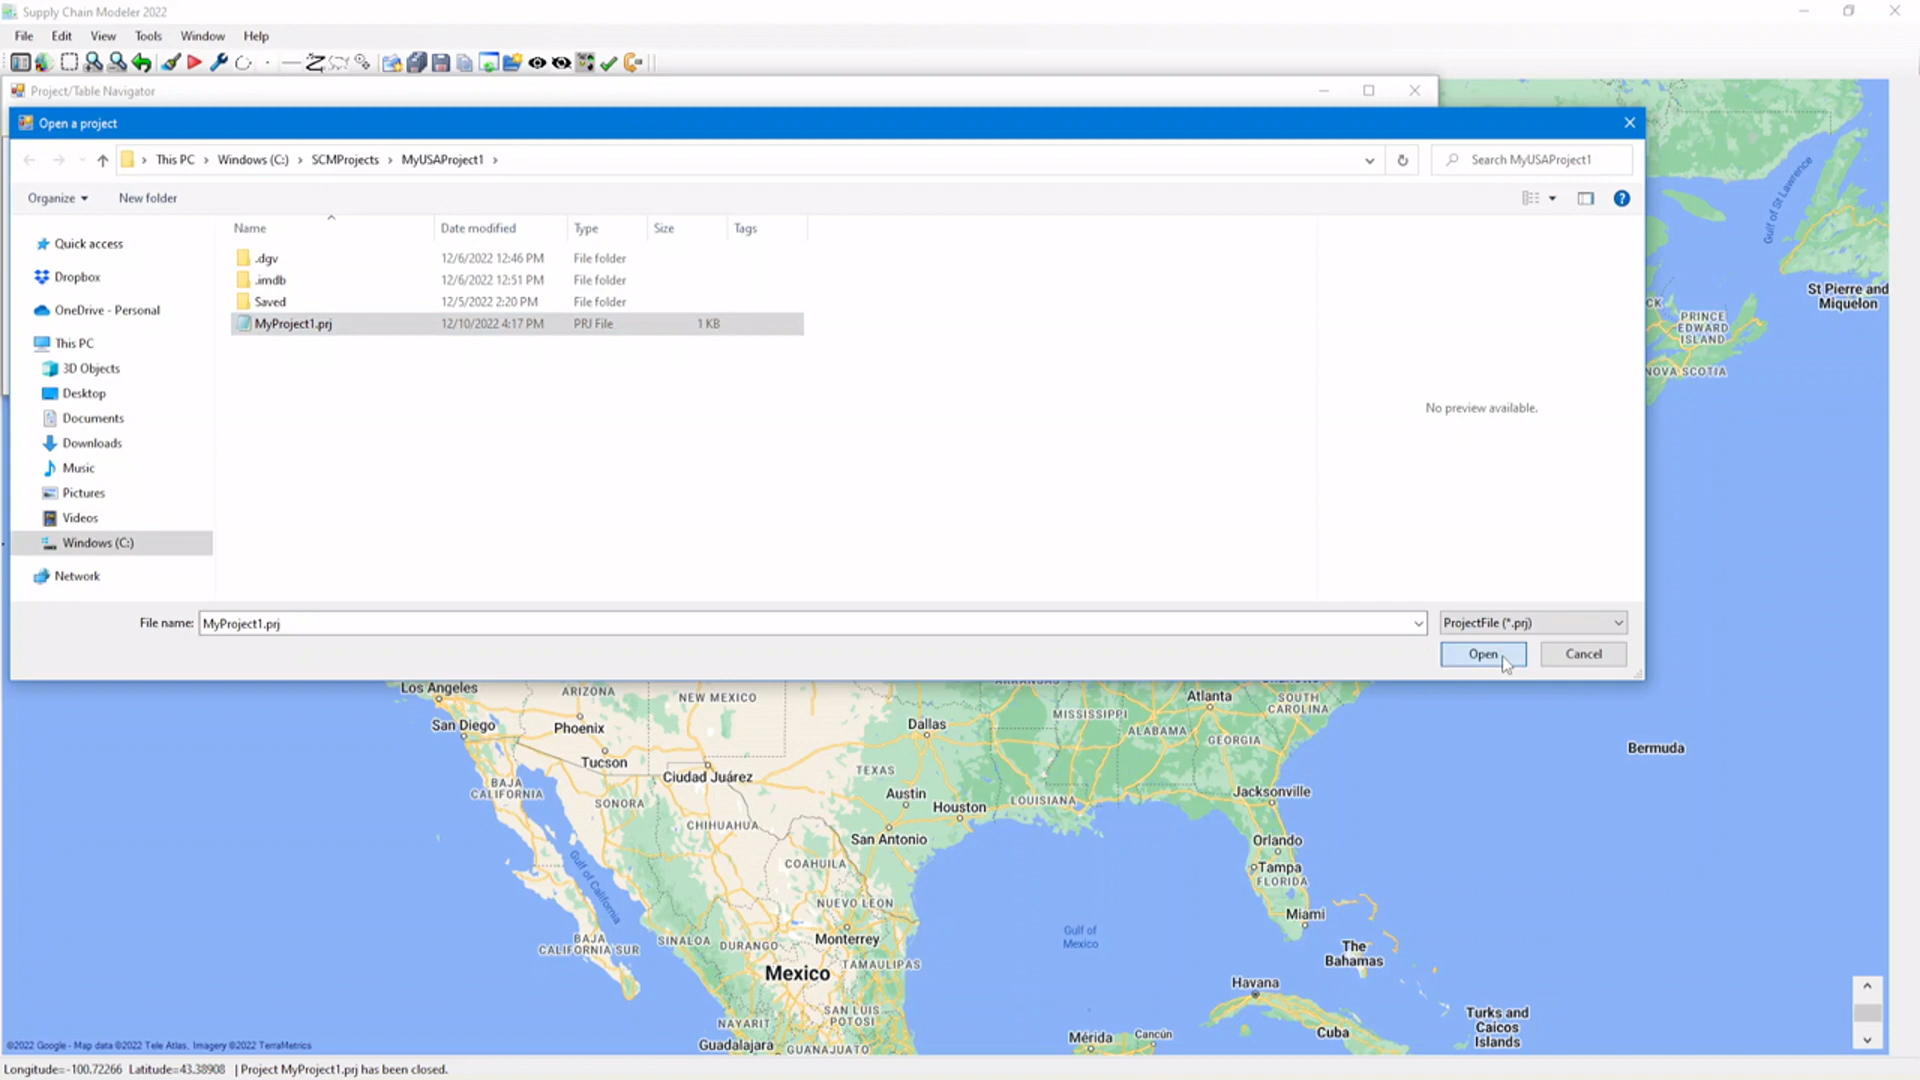 Supply Chain Modeler 2022
File Edit View Tools Window Help
Project/Table Navigator
Open a project
This PC Windows (C:) SCMProjects MyUSAProject1
Search MyUSAProject1
Organize New folder
Name Date modified Type Size Tags
Quick access
Dropbox
OneDrive - Personal
This PC
3D Objects
Desktop
Documents
Downloads
Music
Pictures
Videos
Windows (C:)
Network
.dgv 12/6/2022 12:46 PM File folder
.imdb 12/6/2022 12:51 PM File folder
Saved 12/5/2022 2:20 PM File folder
MyProject1.prj 12/10/2022 4:17 PM PRJ File 1 KB
No preview available.
File name: MyProject1.prj
ProjectFile (*.prj)
Open Cancel
Gulf of St Lawrence
St Pierre and
Miquelon
PRINCE
EDWARD
ISLAND
NOVA SCOTIA
Los Angeles
ARIZONA
NEW MEXICO
Atlanta
SOUTH
CAROLINA
San Diego
Phoenix
Dallas
MISSISSIPPI
ALABAMA
GEORGIA
Bermuda
Tucson
Ciudad Juárez
TEXAS
BAJA
CALIFORNIA
SONORA
Austin
Houston
LOUISIANA
Jacksonville
CHIHUAHUA
San Antonio
Orlando
COAHUILA
Tampa
FLORIDA
Gulf of California
NUEVO LEON
Miami
BAJA
CALIFORNIA SUR
SINALOA
DURANGO
Monterrey
Gulf of
Mexico
The
Bahamas
Mexico
TAMAULIPAS
Havana
SAN LUIS
POTOSI
NAYARIT
Turks and
Caicos
Islands
Cuba
Mérida
Cancún
Guadalajara
GUANAJUATO
©2022 Google - Map data ©2022 Tele Atlas, Imagery ©2022 TerraMetrics
Longitude=-100.72266 Latitude=43.38908 | Project MyProject1.prj has been closed.